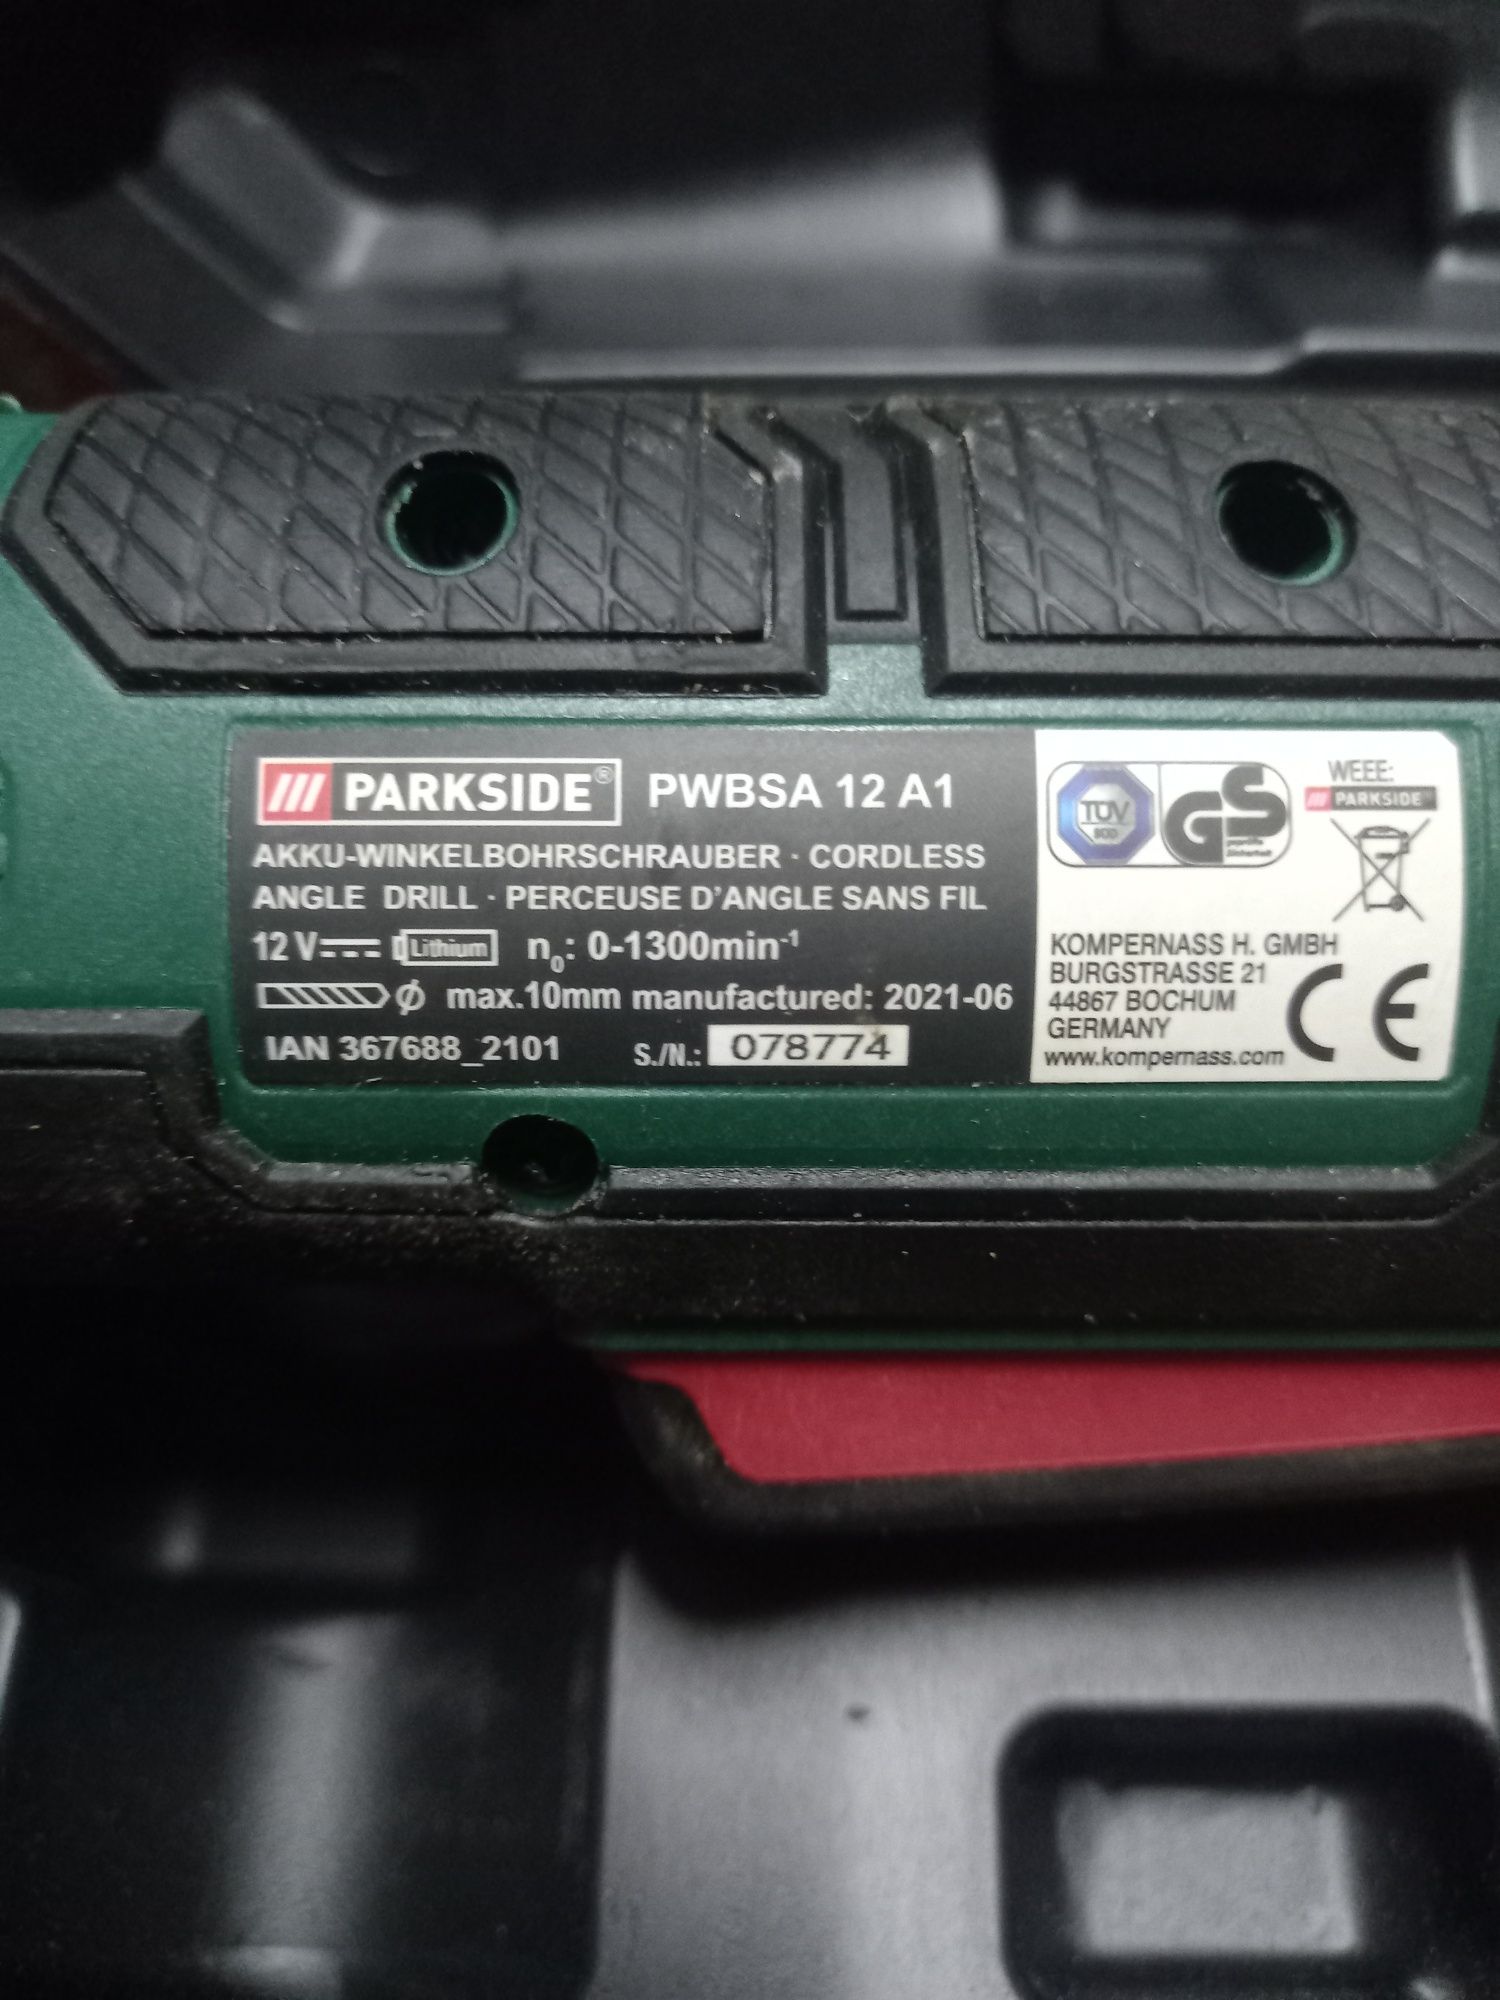 PARKSIDE® PWBSA 12 A1
AKKU-WINKELBOHRSCHRAUBER · CORDLESS
ANGLE DRILL · PERCEUSE D'ANGLE SANS FIL
12 V Lithium n₀: 0-1300min⁻¹
Ø max.10mm manufactured: 2021-06
IAN 367688_2101 S./N.: 078774
TÜV GS
WEEE:
PARKSIDE
KOMPERNASS H. GMBH
BURGSTRASSE 21
44867 BOCHUM
GERMANY
www.kompernass.com
CE